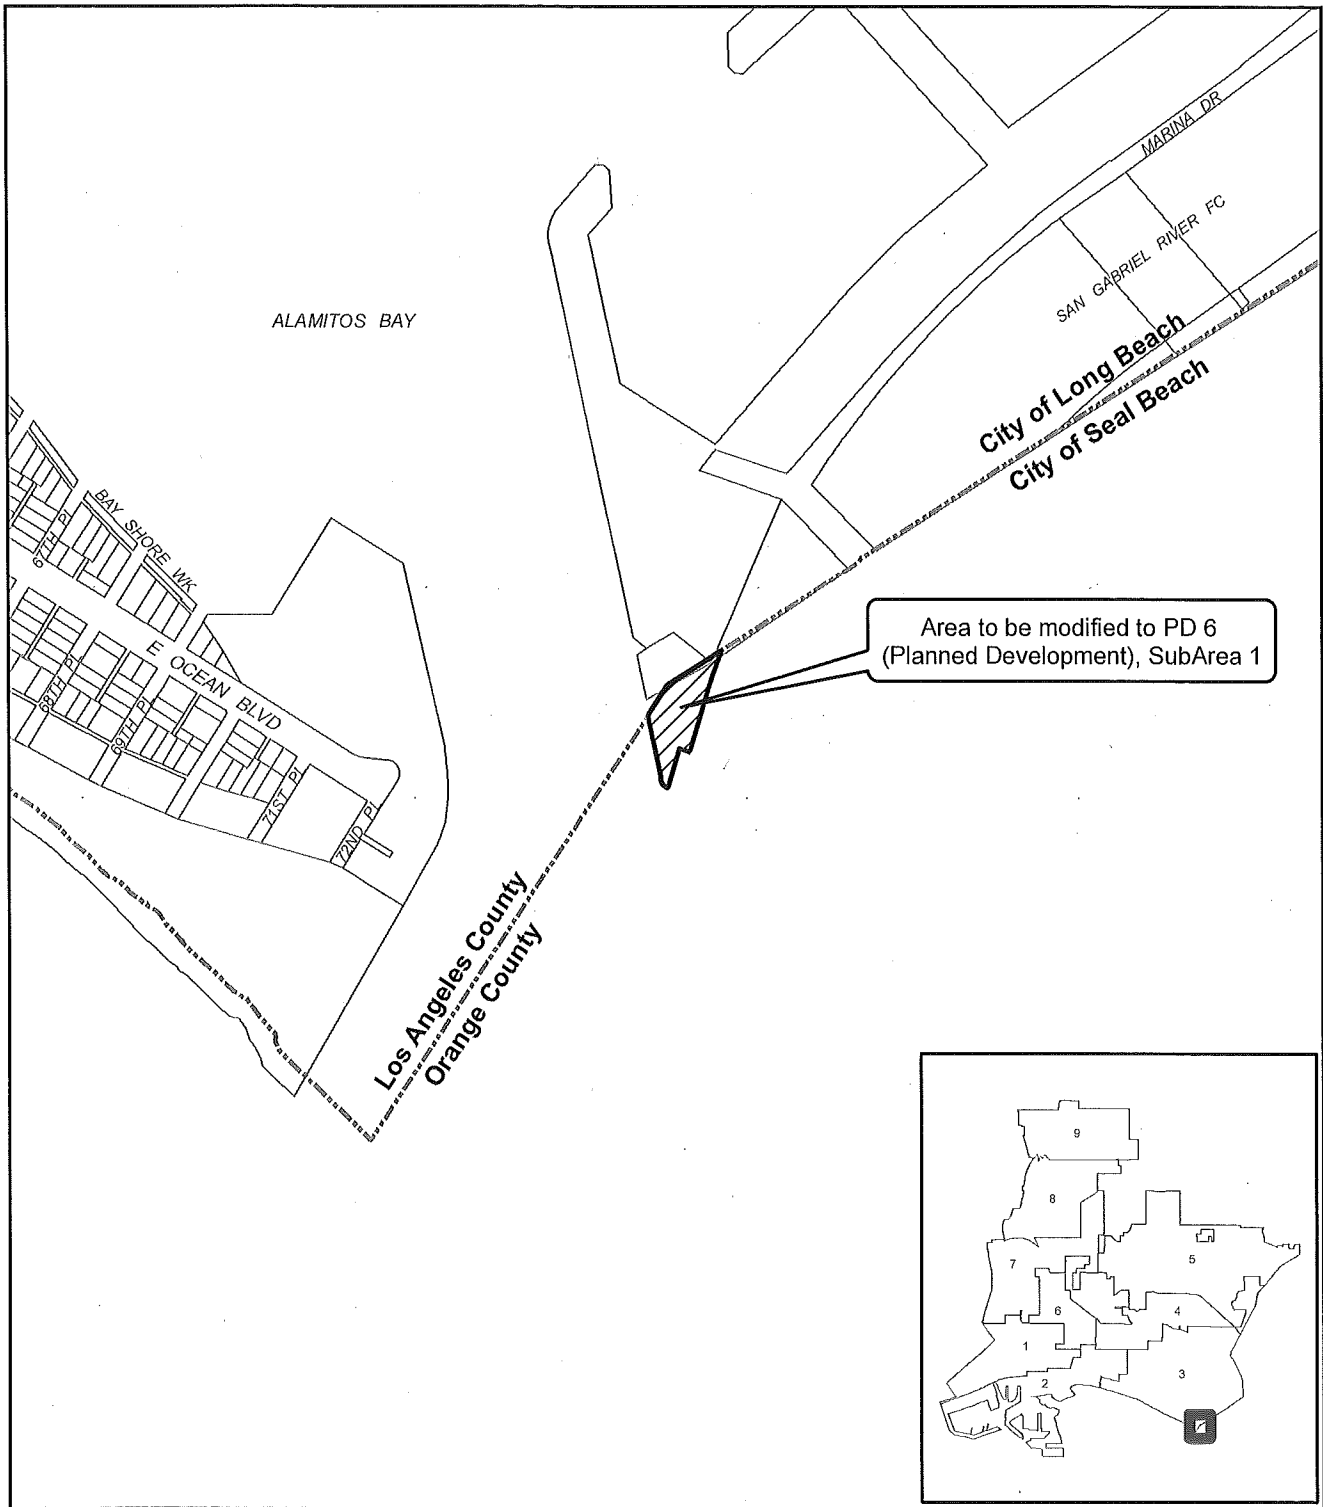 MARINA DR
SAN GABRIEL RIVER FC
ALAMITOS BAY
City of Long Beach
City of Seal Beach
BAY SHORE WK
67TH Pl
E OCEAN BLVD
Area to be modified to PD 6
(Planned Development), SubArea 1
68TH Pl
69TH Pl
71ST Pl
72ND Pl
Los Angeles County
Orange County
9
8
7
5
6
4
1
3
2